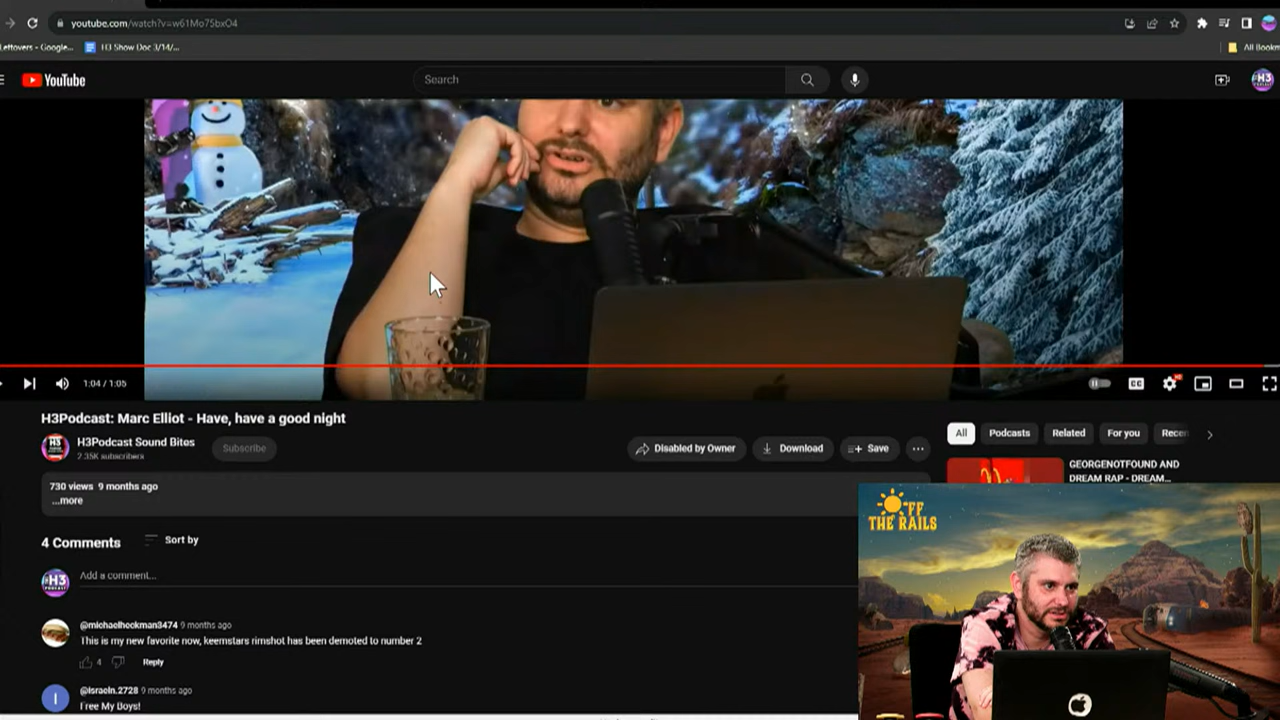 youtube.com/watch?v=w61Mo75bxO4
Leftovers - Google... H3 Show Doc 3/14/... All Bookm
YouTube
Search
H3
1:04 / 1:05
CC HD
H3Podcast: Marc Elliot - Have, have a good night
H3Podcast Sound Bites
2.35K subscribers
Subscribe
Disabled by Owner
Download
Save
All Podcasts Related For you Recen
GEORGENOTFOUND AND
DREAM RAP - DREAM...
730 views 9 months ago
...more
OFF
THE RAILS
4 Comments Sort by
Add a comment...
@michaelheckman3474 9 months ago
This is my new favorite now, keemstars rimshot has been demoted to number 2
4 Reply
I @israeln.2728 9 months ago
Free My Boys!